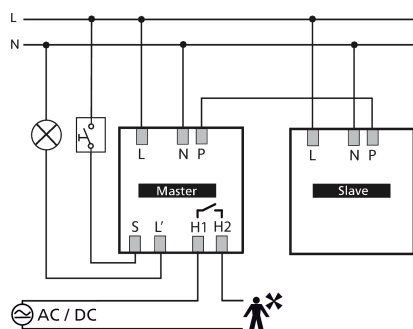 L
N
L N P L N P
Master Slave
S L' H1 H2
AC / DC